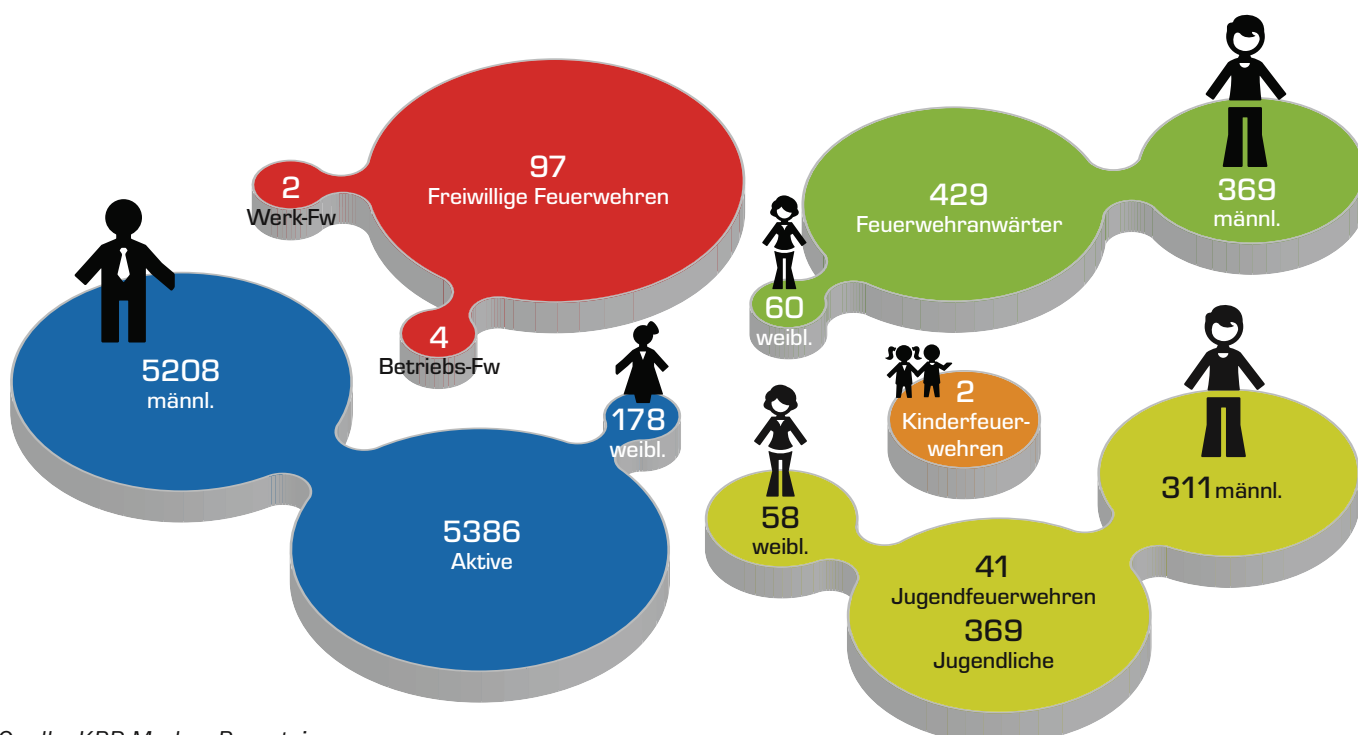 97
Freiwillige Feuerwehren
2
Werk-Fw
4
Betriebs-Fw
5208
männl.
178
weibl.
5386
Aktive
429
Feuerwehranwärter
369
männl.
60
weibl.
2
Kinderfeuer-
wehren
58
weibl.
311 männl.
41
Jugendfeuerwehren
369
Jugendliche